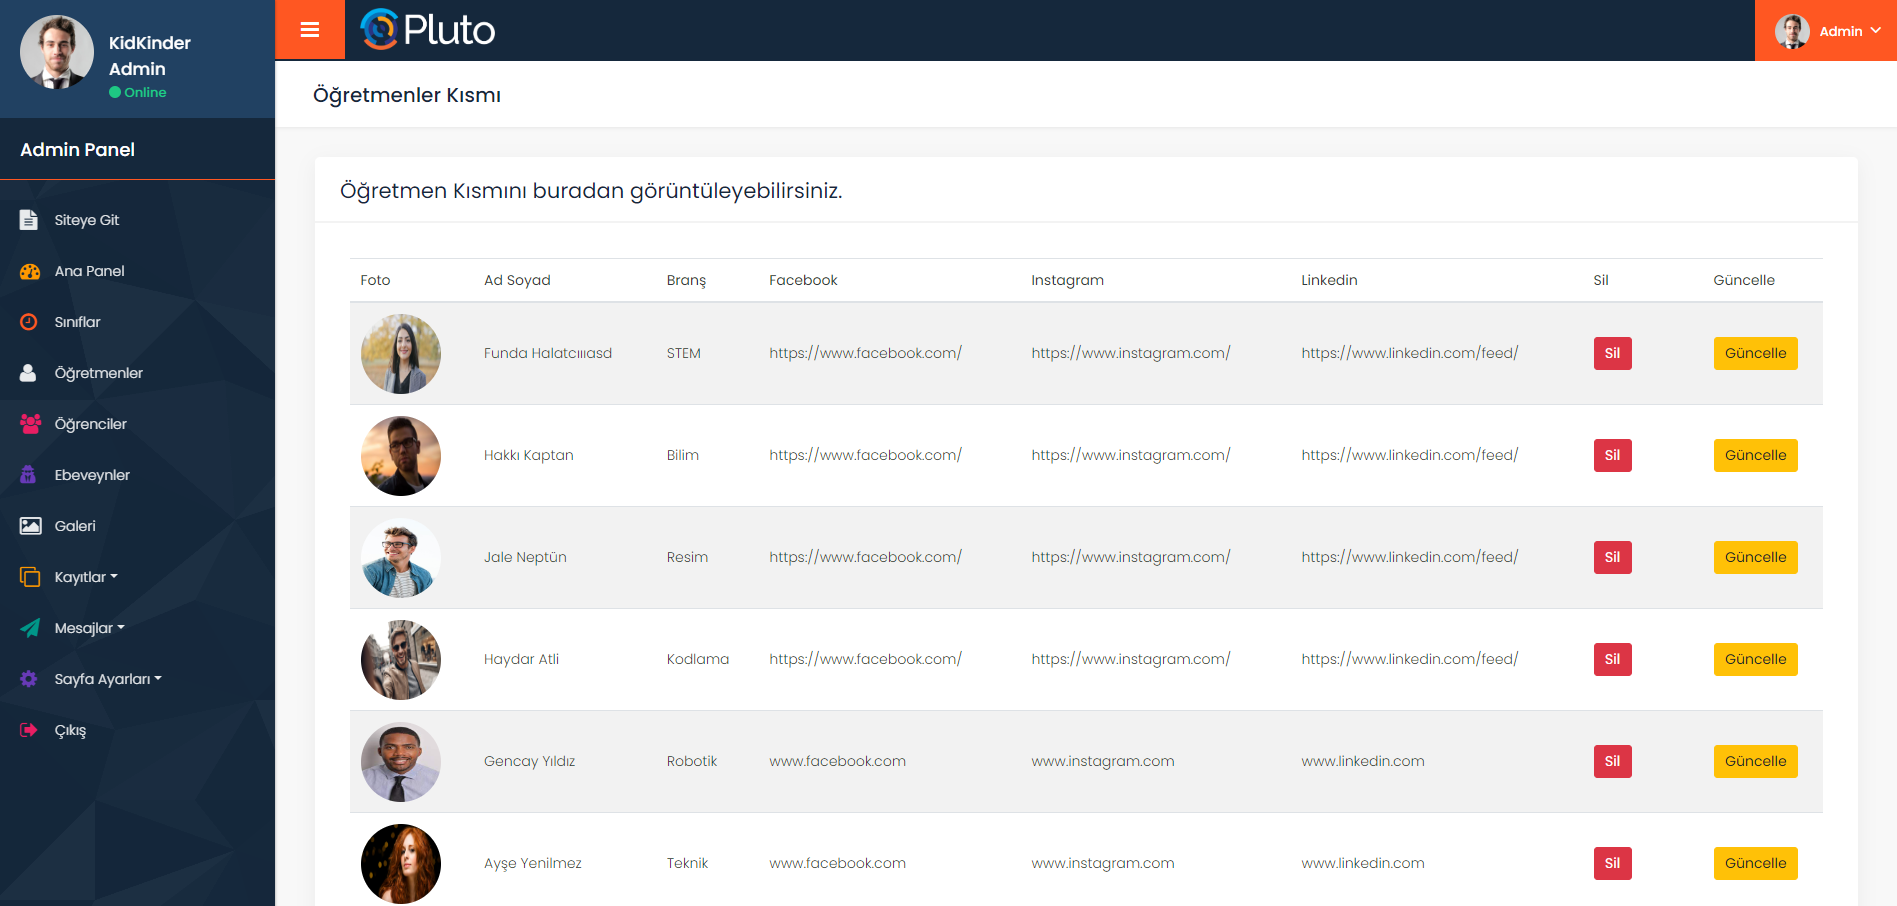 KidKinder
Admin
Online
Admin Panel
Siteye Git
Ana Panel
Sınıflar
Öğretmenler
Öğrenciler
Ebeveynler
Galeri
Kayıtlar
Mesajlar
Sayfa Ayarları
Çıkış
Pluto
Admin
Öğretmenler Kısmı
Öğretmen Kısmını buradan görüntüleyebilirsiniz.
Foto Ad Soyad Branş Facebook Instagram Linkedin Sil Güncelle
Funda Halatcıııasd STEM https://www.facebook.com/ https://www.instagram.com/ https://www.linkedin.com/feed/ Sil Güncelle
Hakkı Kaptan Bilim https://www.facebook.com/ https://www.instagram.com/ https://www.linkedin.com/feed/ Sil Güncelle
Jale Neptün Resim https://www.facebook.com/ https://www.instagram.com/ https://www.linkedin.com/feed/ Sil Güncelle
Haydar Atli Kodlama https://www.facebook.com/ https://www.instagram.com/ https://www.linkedin.com/feed/ Sil Güncelle
Gencay Yıldız Robotik www.facebook.com www.instagram.com www.linkedin.com Sil Güncelle
Ayşe Yenilmez Teknik www.facebook.com www.instagram.com www.linkedin.com Sil Güncelle